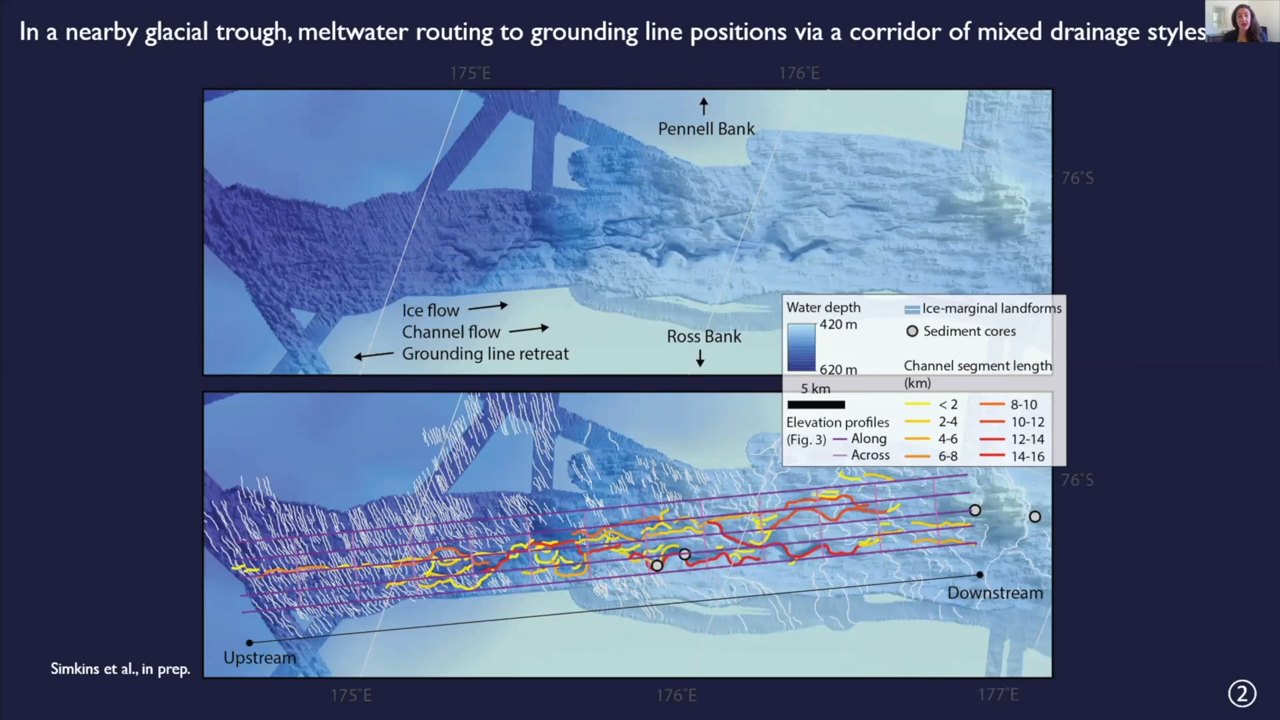 In a nearby glacial trough, meltwater routing to grounding line positions via a corridor of mixed drainage styles
175°E
176°E
Pennell Bank
76°S
Ice flow
Channel flow
Grounding line retreat
Ross Bank
Water depth
420 m
620 m
5 km
Elevation profiles
(Fig. 3)
Along
Across
Ice-marginal landforms
Sediment cores
Channel segment length
(km)
< 2
2-4
4-6
6-8
8-10
10-12
12-14
14-16
76°S
Downstream
Upstream
Simkins et al., in prep.
175°E
176°E
177°E
2